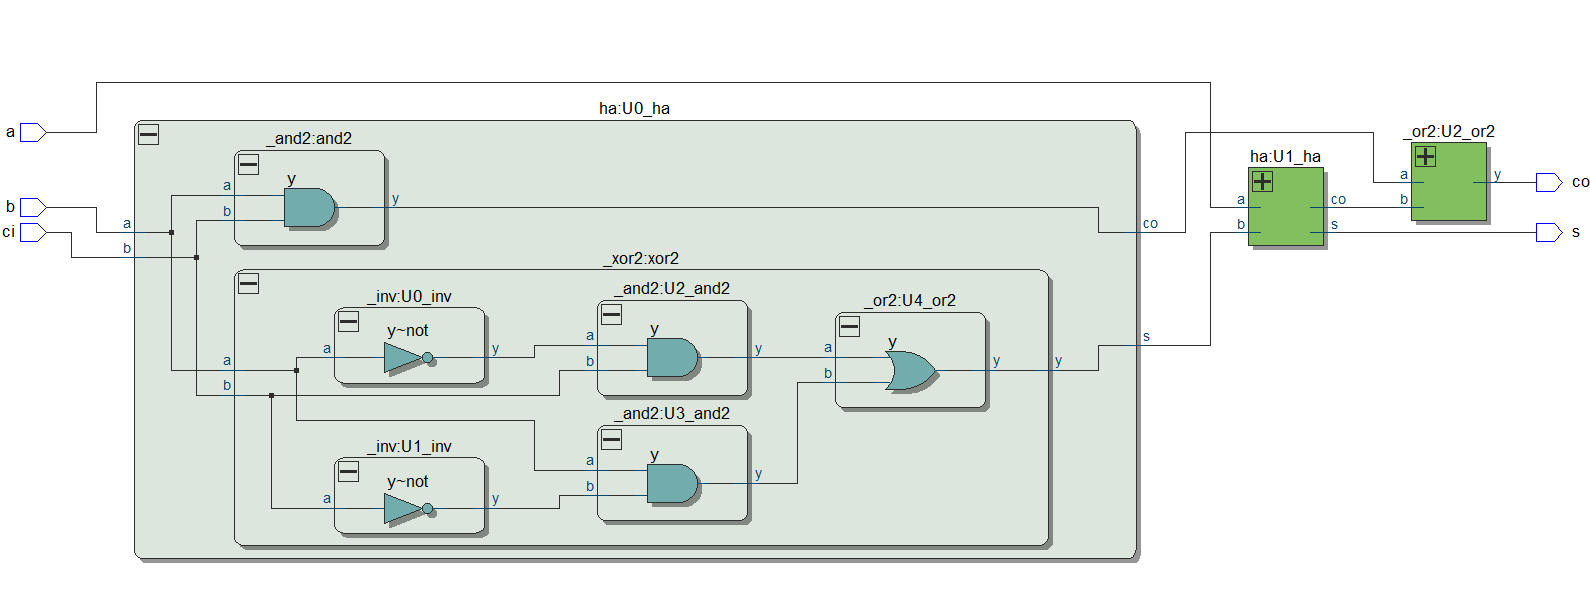 ha:U0_ha
a
_and2:and2
_or2:U2_or2
ha:U1_ha
a
y
co
y
a
y
a
co
b
b
b
a
co
s
s
ci
b
b
_xor2:xor2
_inv:U0_inv
_and2:U2_and2
_or2:U4_or2
y~not
y
a
s
a
y
y
a
y
a
b
y
y
b
b
_and2:U3_and2
_inv:U1_inv
y
a
y
y~not
b
a
y